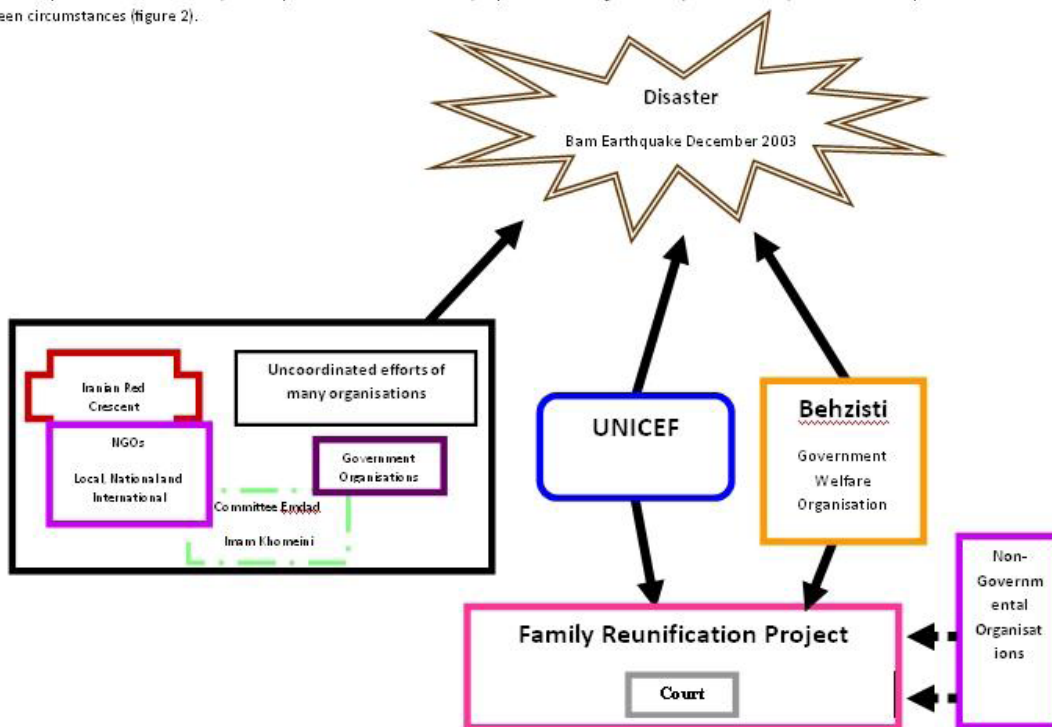 een circumstances (figure 2).
Disaster
Bam Earthquake December 2003
Iranian Red
Crescent
Uncoordinated efforts of
many organisations
NGOs
Local, National and
International
Government
Organisations
Committee Emdad
Imam Khomeini
UNICEF
Behzisti
Government
Welfare
Organisation
Family Reunification Project
Court
Non-
Governm
ental
Organisat
ions